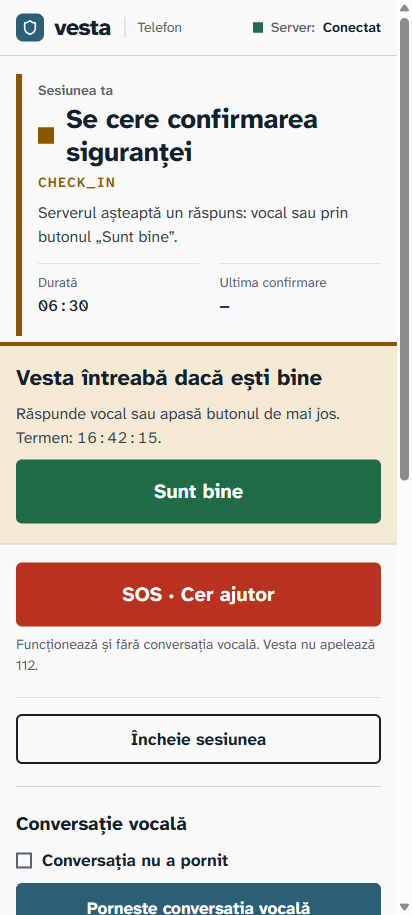 vesta
Telefon
Server: Conectat
Sesiunea ta
Se cere confirmarea
siguranței
CHECK_IN
Serverul așteaptă un răspuns: vocal sau prin
butonul „Sunt bine”.
Durată
Ultima confirmare
06:30
–
Vesta întreabă dacă ești bine
Răspunde vocal sau apasă butonul de mai jos.
Termen: 16:42:15.
Sunt bine
SOS · Cer ajutor
Funcționează și fără conversația vocală. Vesta nu apelează
112.
Încheie sesiunea
Conversație vocală
Conversația nu a pornit
Pornește conversația vocală